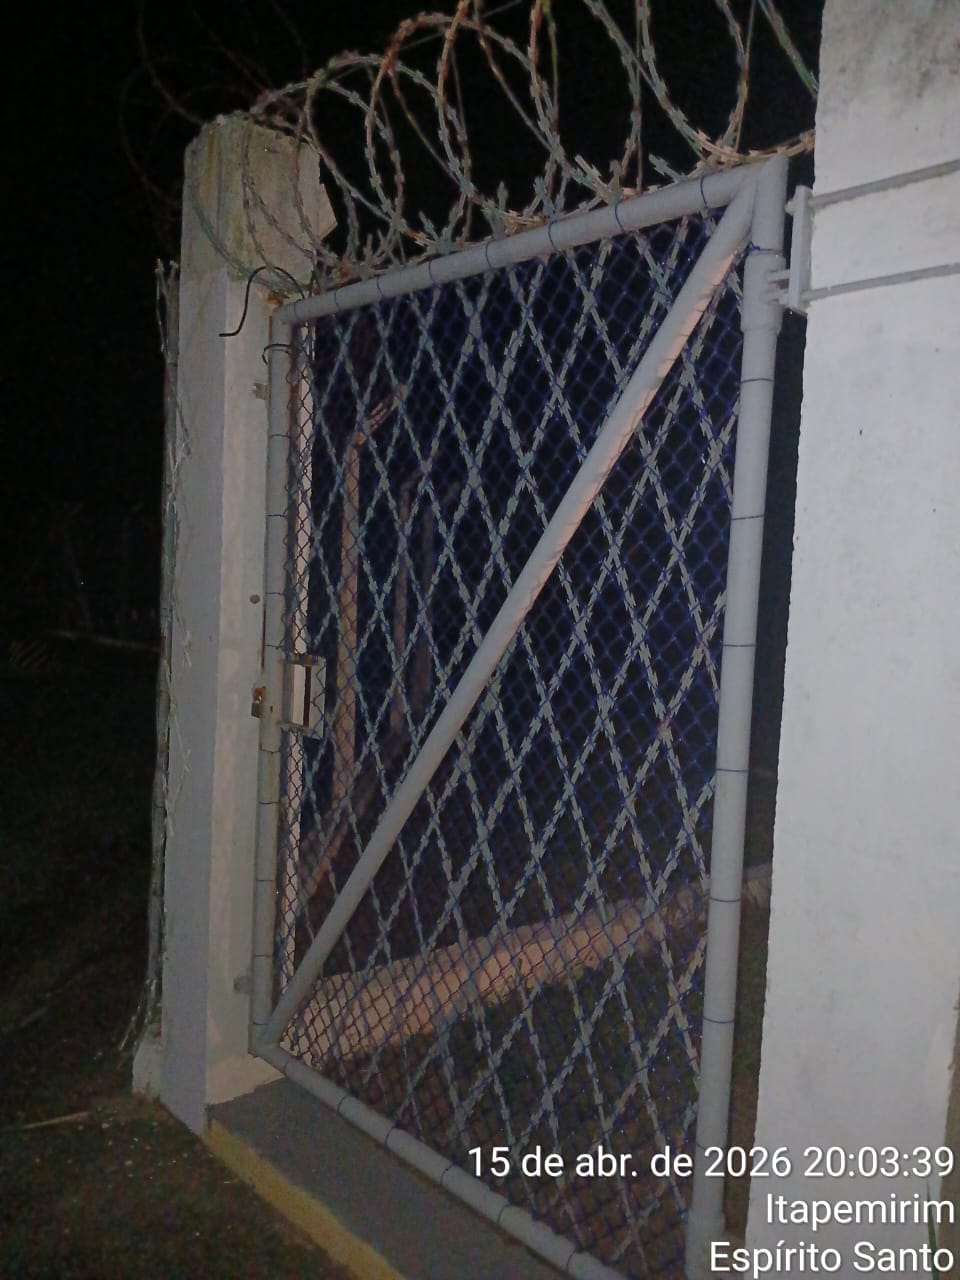 15 de abr. de 2026 20:03:39
Itapemirim
Espírito Santo